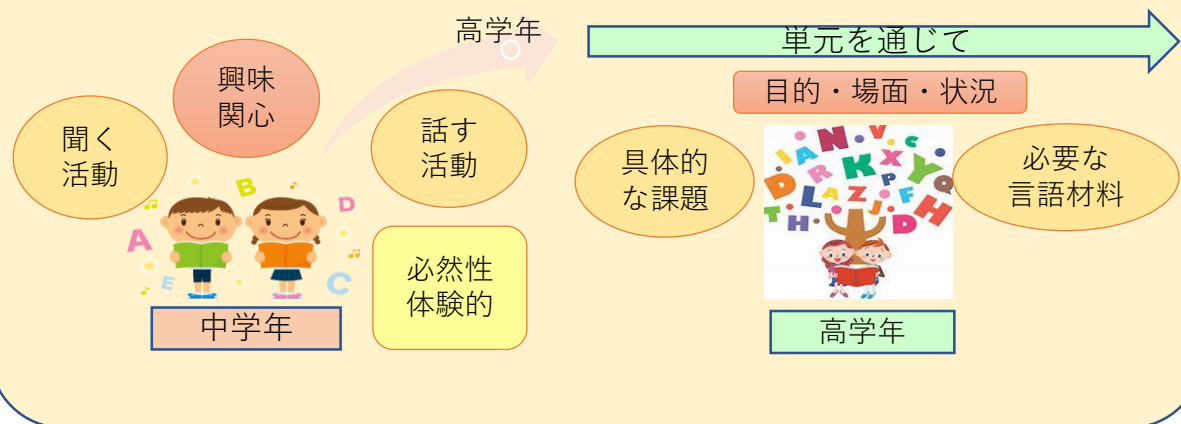 高学年
興味
関心
聞く
活動
話す
活動
必然性
体験的
中学年
単元を通じて
目的・場面・状況
具体的
な課題
必要な
言語材料
高学年
A
B
C
D
E
I
A
N
V
C
D
R
K
X
Y
Q
L
A
Z
P
F
T
H
J
D
H